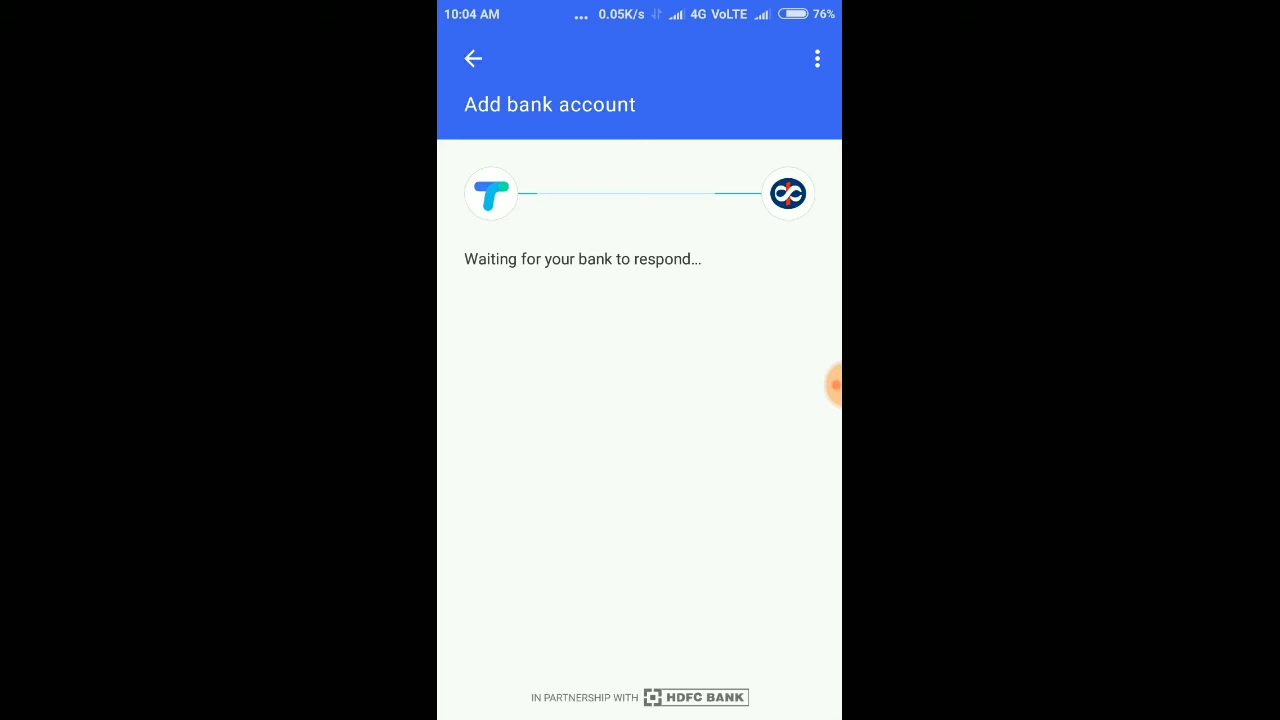 10:04 AM ... 0.05K/s 4G VoLTE 76%
Add bank account
Waiting for your bank to respond...
IN PARTNERSHIP WITH HDFC BANK